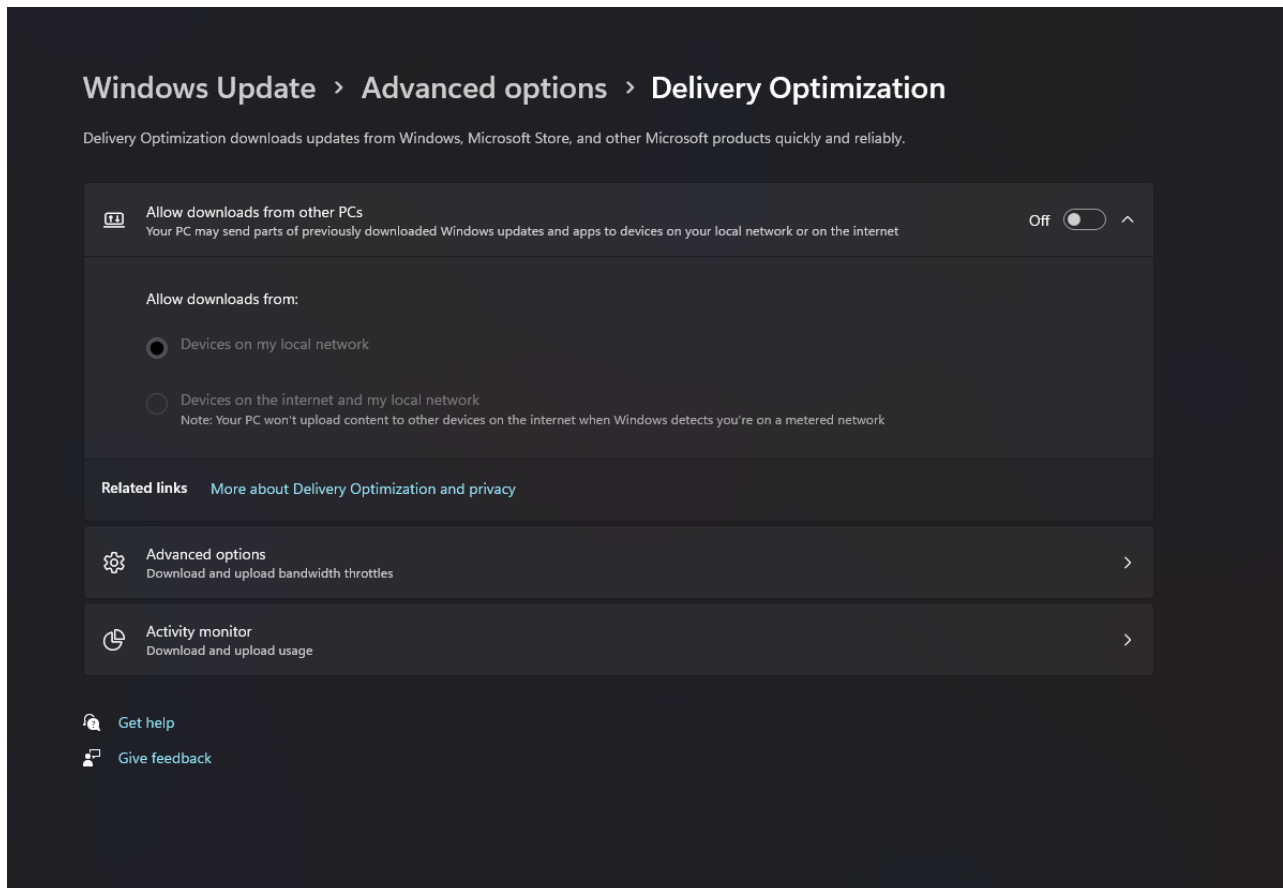 Windows Update > Advanced options > Delivery Optimization
Delivery Optimization downloads updates from Windows, Microsoft Store, and other Microsoft products quickly and reliably.
Allow downloads from other PCs
Your PC may send parts of previously downloaded Windows updates and apps to devices on your local network or on the internet
Off
Allow downloads from:
Devices on my local network
Devices on the internet and my local network
Note: Your PC won't upload content to other devices on the internet when Windows detects you're on a metered network
Related links More about Delivery Optimization and privacy
Advanced options
Download and upload bandwidth throttles
Activity monitor
Download and upload usage
Get help
Give feedback